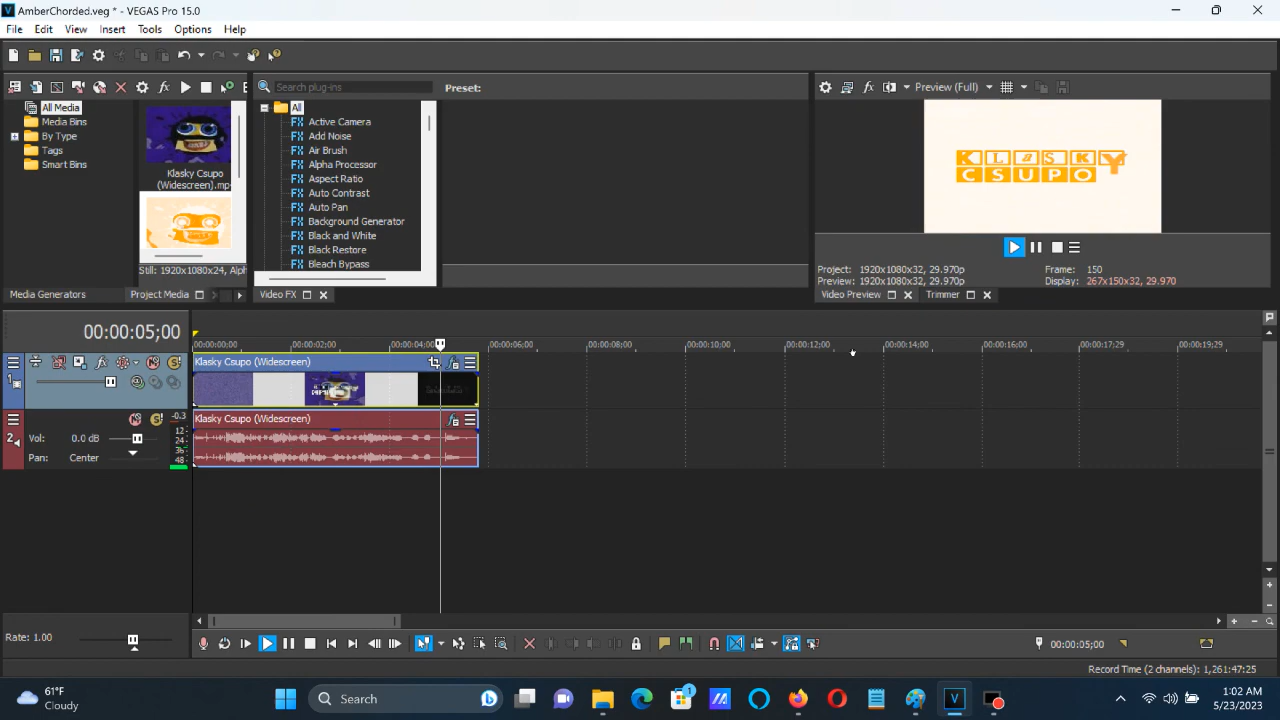 AmberChorded.veg * - VEGAS Pro 15.0
File Edit View Insert Tools Options Help
Search plug-ins
Preset:
Preview (Full)
All Media
Media Bins
By Type
Tags
Smart Bins
Klasky Csupo
(Widescreen).mp
Still: 1920x1080x24, Alph
All
Active Camera
Add Noise
Air Brush
Alpha Processor
Aspect Ratio
Auto Contrast
Auto Pan
Background Generator
Black and White
Black Restore
Bleach Bypass
KLASKY
CSUPO
Project: 1920x1080x32, 29.970p
Frame: 150
Preview: 1920x1080x32, 29.970p
Display: 267x150x32, 29.970
Media Generators
Project Media
Video FX
Video Preview
Trimmer
00:00:05;00
00:00:00;00 00:00:02;00 00:00:04;00 00:00:06;00 00:00:08;00 00:00:10;00 00:00:12;00 00:00:14;00 00:00:16;00 00:00:17;29 00:00:19;29
1
Klasky Csupo (Widescreen)
2
Klasky Csupo (Widescreen)
-0.3
12
24
36
48
Vol: 0.0 dB
Pan: Center
Rate: 1.00
00:00:05;00
Record Time (2 channels): 1,261:47:25
61°F
Cloudy
Search
1
1:02 AM
5/23/2023